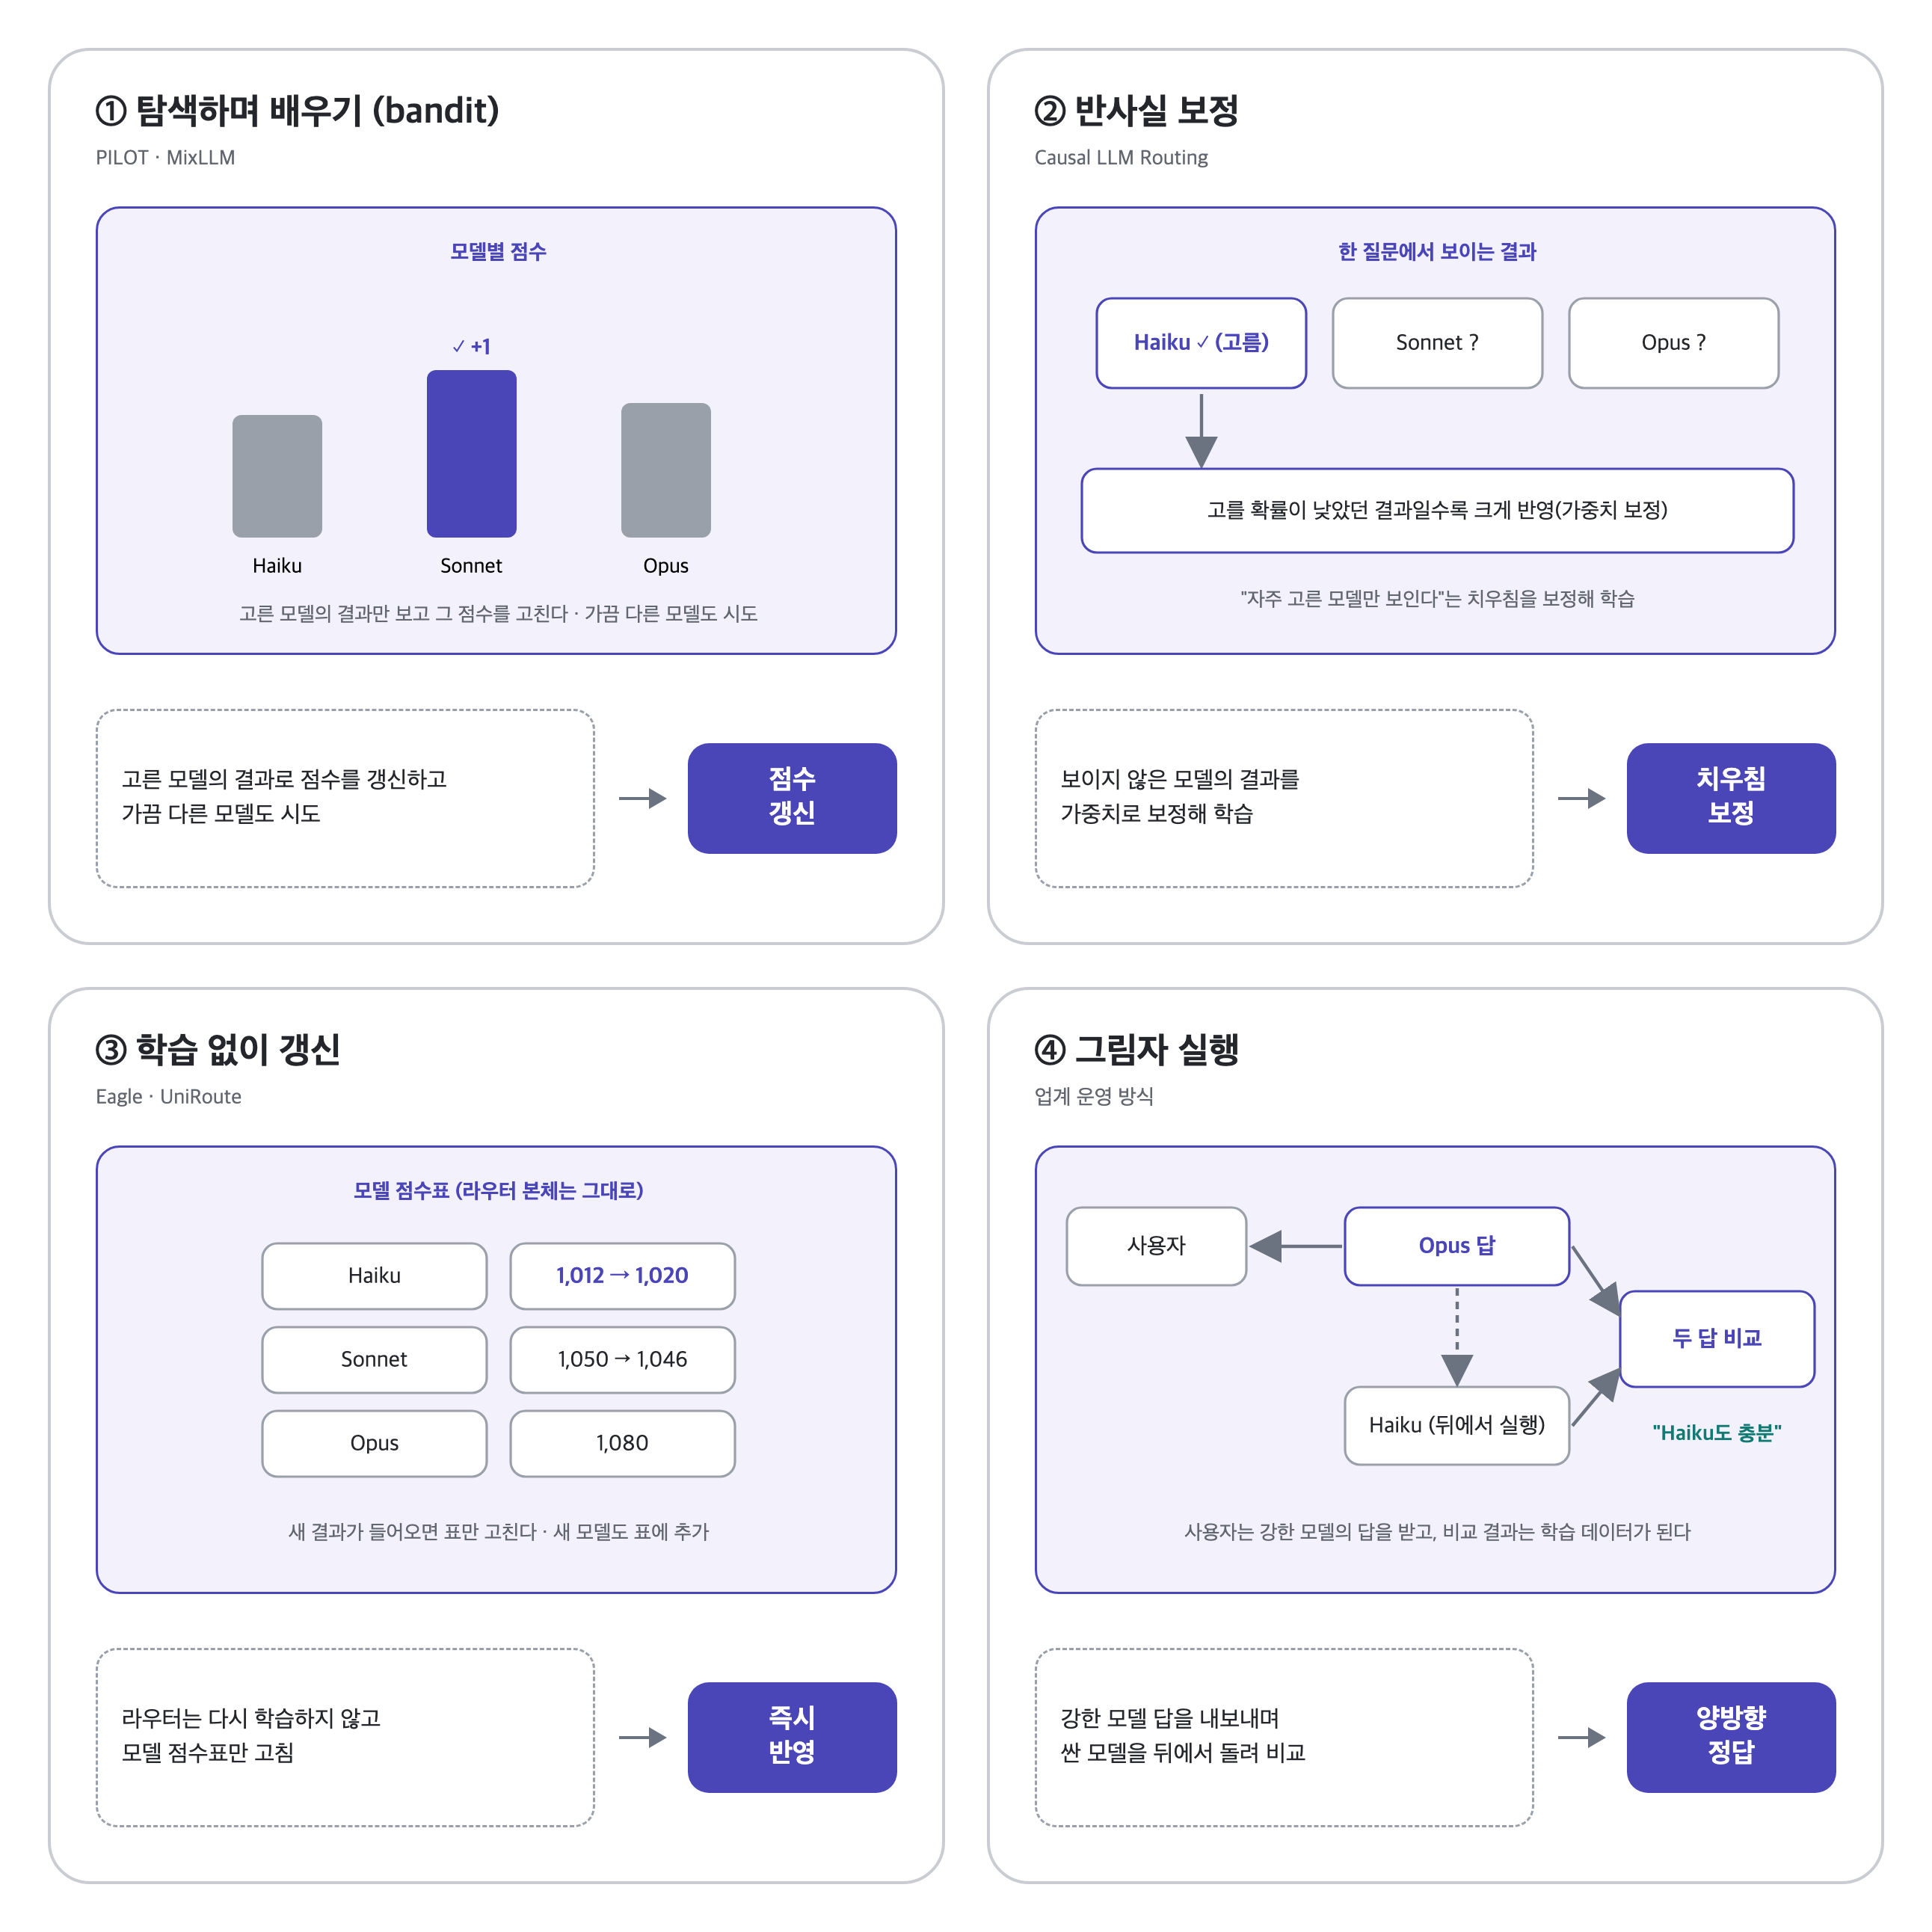 ① 탐색하며 배우기 (bandit)
PILOT · MixLLM
모델별 점수
✓ +1
Haiku
Sonnet
Opus
고른 모델의 결과만 보고 그 점수를 고친다 · 가끔 다른 모델도 시도
고른 모델의 결과로 점수를 갱신하고
가끔 다른 모델도 시도
점수
갱신
② 반사실 보정
Causal LLM Routing
한 질문에서 보이는 결과
Haiku ✓ (고름)
Sonnet ?
Opus ?
고를 확률이 낮았던 결과일수록 크게 반영(가중치 보정)
"자주 고른 모델만 보인다"는 치우침을 보정해 학습
보이지 않은 모델의 결과를
가중치로 보정해 학습
치우침
보정
③ 학습 없이 갱신
Eagle · UniRoute
모델 점수표 (라우터 본체는 그대로)
Haiku
1,012 → 1,020
Sonnet
1,050 → 1,046
Opus
1,080
새 결과가 들어오면 표만 고친다 · 새 모델도 표에 추가
라우터는 다시 학습하지 않고
모델 점수표만 고침
즉시
반영
④ 그림자 실행
업계 운영 방식
사용자
Opus 답
두 답 비교
Haiku (뒤에서 실행)
"Haiku도 충분"
사용자는 강한 모델의 답을 받고, 비교 결과는 학습 데이터가 된다
강한 모델 답을 내보내며
싼 모델을 뒤에서 돌려 비교
양방향
정답